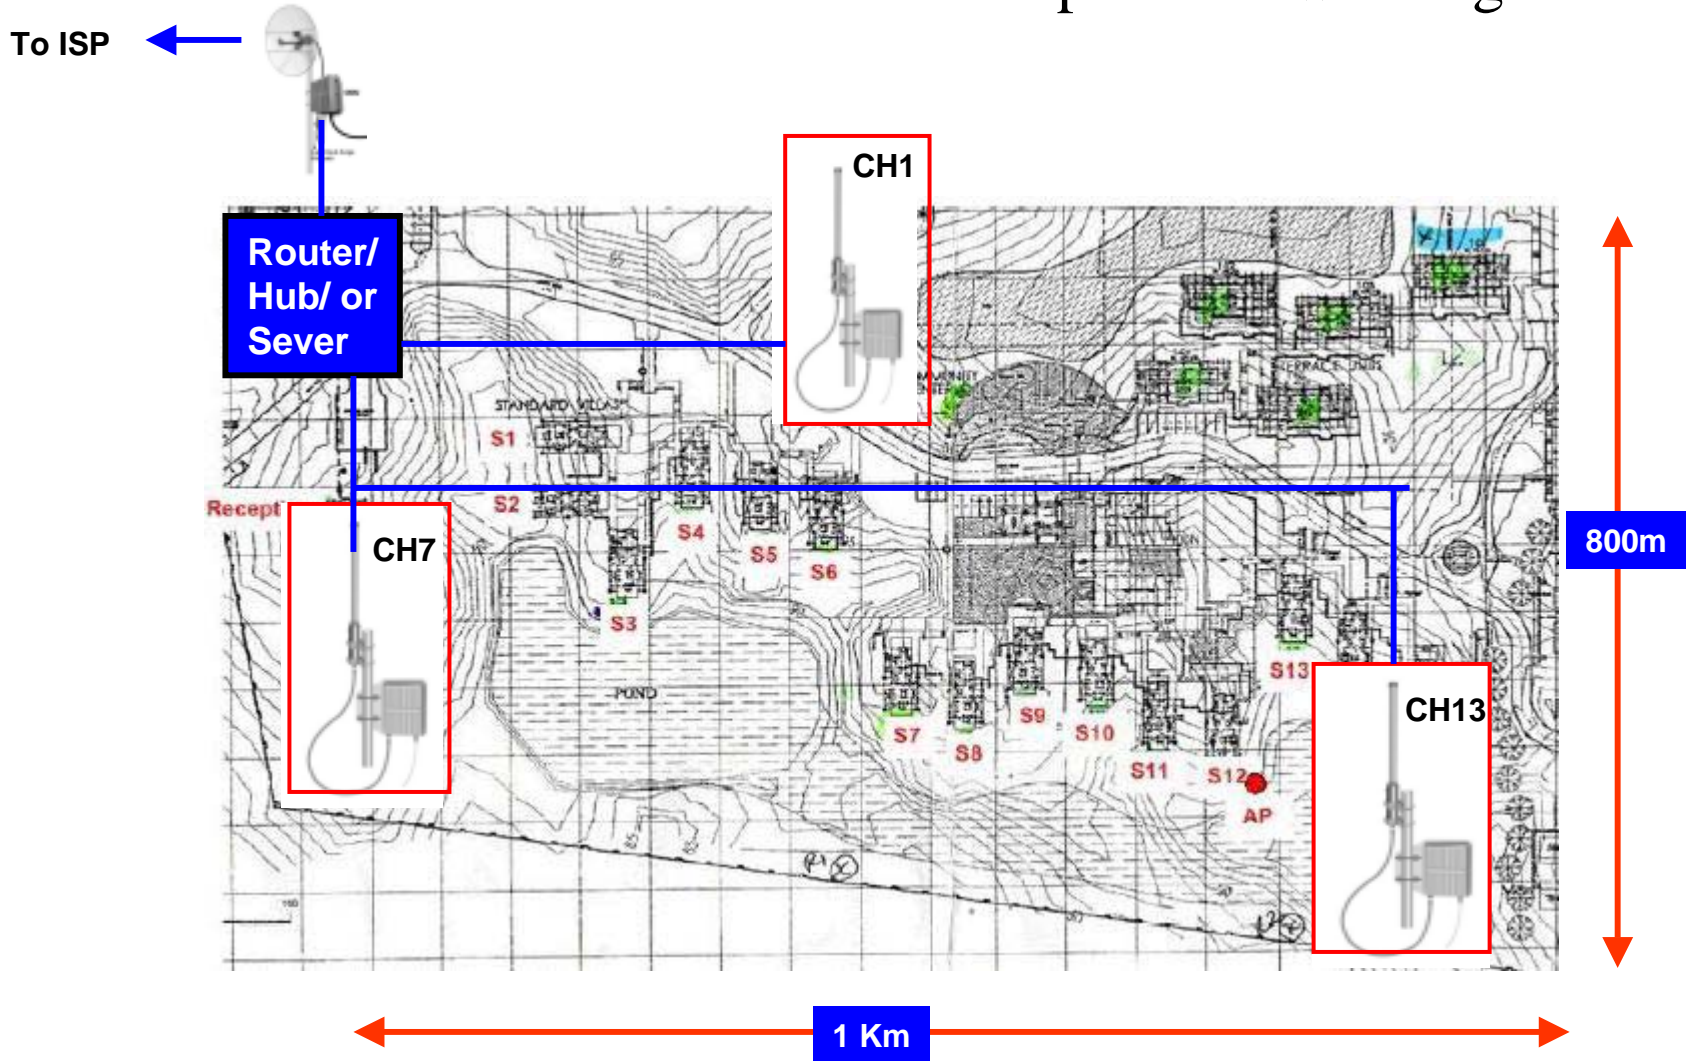 To ISP
CH1
Router/
Hub/ or
Sever
STANDARD VILLAS
S1
S2
Recept
CH7
S3
S4
S5
S6
800m
POND
S7
S8
S9
S10
S11
S12
S13
AP
CH13
1 Km